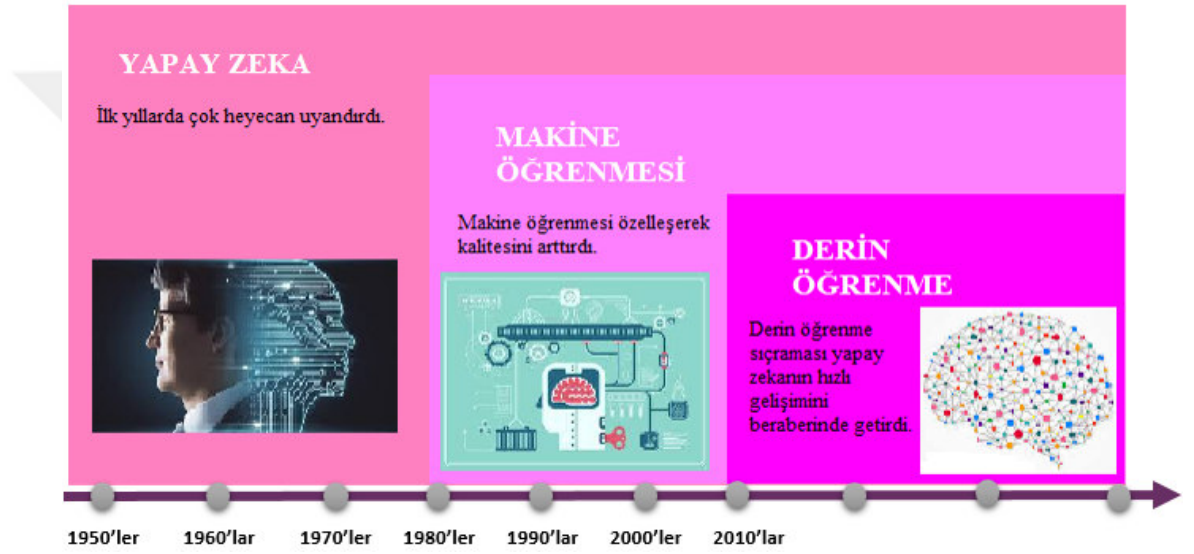 YAPAY ZEKA
İlk yıllarda çok heyecan uyandırdı.
MAKİNE
ÖĞRENMESİ
Makine öğrenmesi özelleşerek
kalitesini arttırdı.
DERİN
ÖĞRENME
Derin öğrenme
sıçraması yapay
zekanın hızlı
gelişimini
beraberinde getirdi.
1950’ler 1960’lar 1970’ler 1980’ler 1990’lar 2000’ler 2010’lar